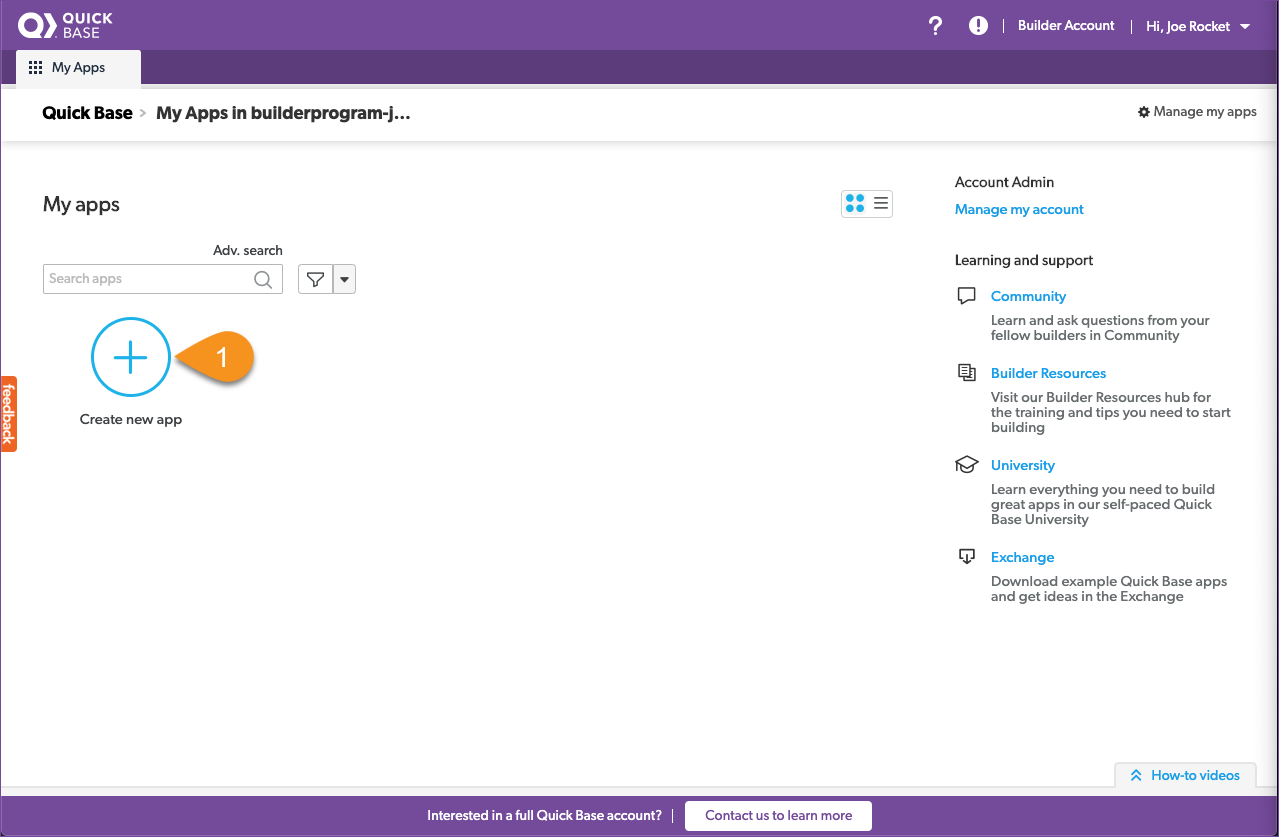 QUICK
BASE
?
Builder Account
Hi, Joe Rocket
My Apps
Quick Base > My Apps in builderprogram-j...
Manage my apps
My apps
Adv. search
Search apps
1
Create new app
feedback
Account Admin
Manage my account
Learning and support
Community
Learn and ask questions from your
fellow builders in Community
Builder Resources
Visit our Builder Resources hub for
the training and tips you need to start
building
University
Learn everything you need to build
great apps in our self-paced Quick
Base University
Exchange
Download example Quick Base apps
and get ideas in the Exchange
How-to videos
Interested in a full Quick Base account?
Contact us to learn more